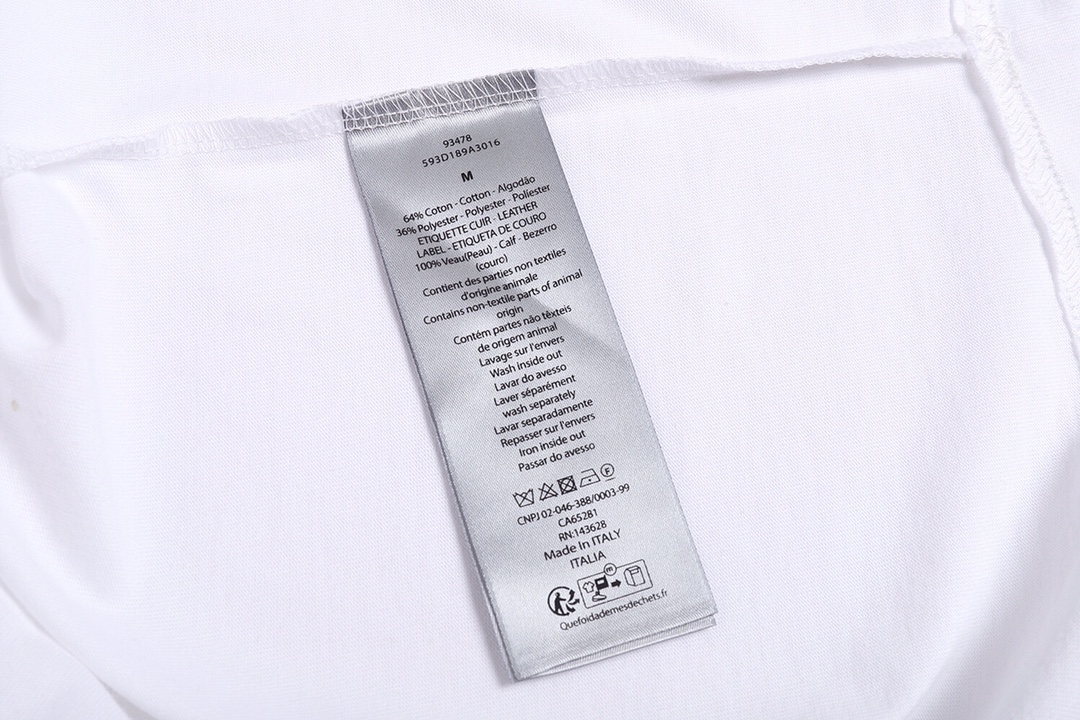 93478
593D189A3016
M
64% Coton - Cotton - Algodão
36% Polyester - Polyester - Poliester
ETIQUETTE CUIR - LEATHER
LABEL - ETIQUETA DE COURO
100% Veau(Peau) - Calf - Bezerro
(couro)
Contient des parties non textiles
d'origine animale
Contains non-textile parts of animal
origin
Contém partes não têxteis
de origem animal
Lavage sur l'envers
Wash inside out
Lavar do avesso
Laver séparément
wash separately
Lavar separadamente
Repasser sur l'envers
Iron inside out
Passar do avesso
F
CNPJ 02-046-388/0003-99
CA65281
RN:143628
Made In ITALY
ITALIA
m
Quefoidademesdechets.fr